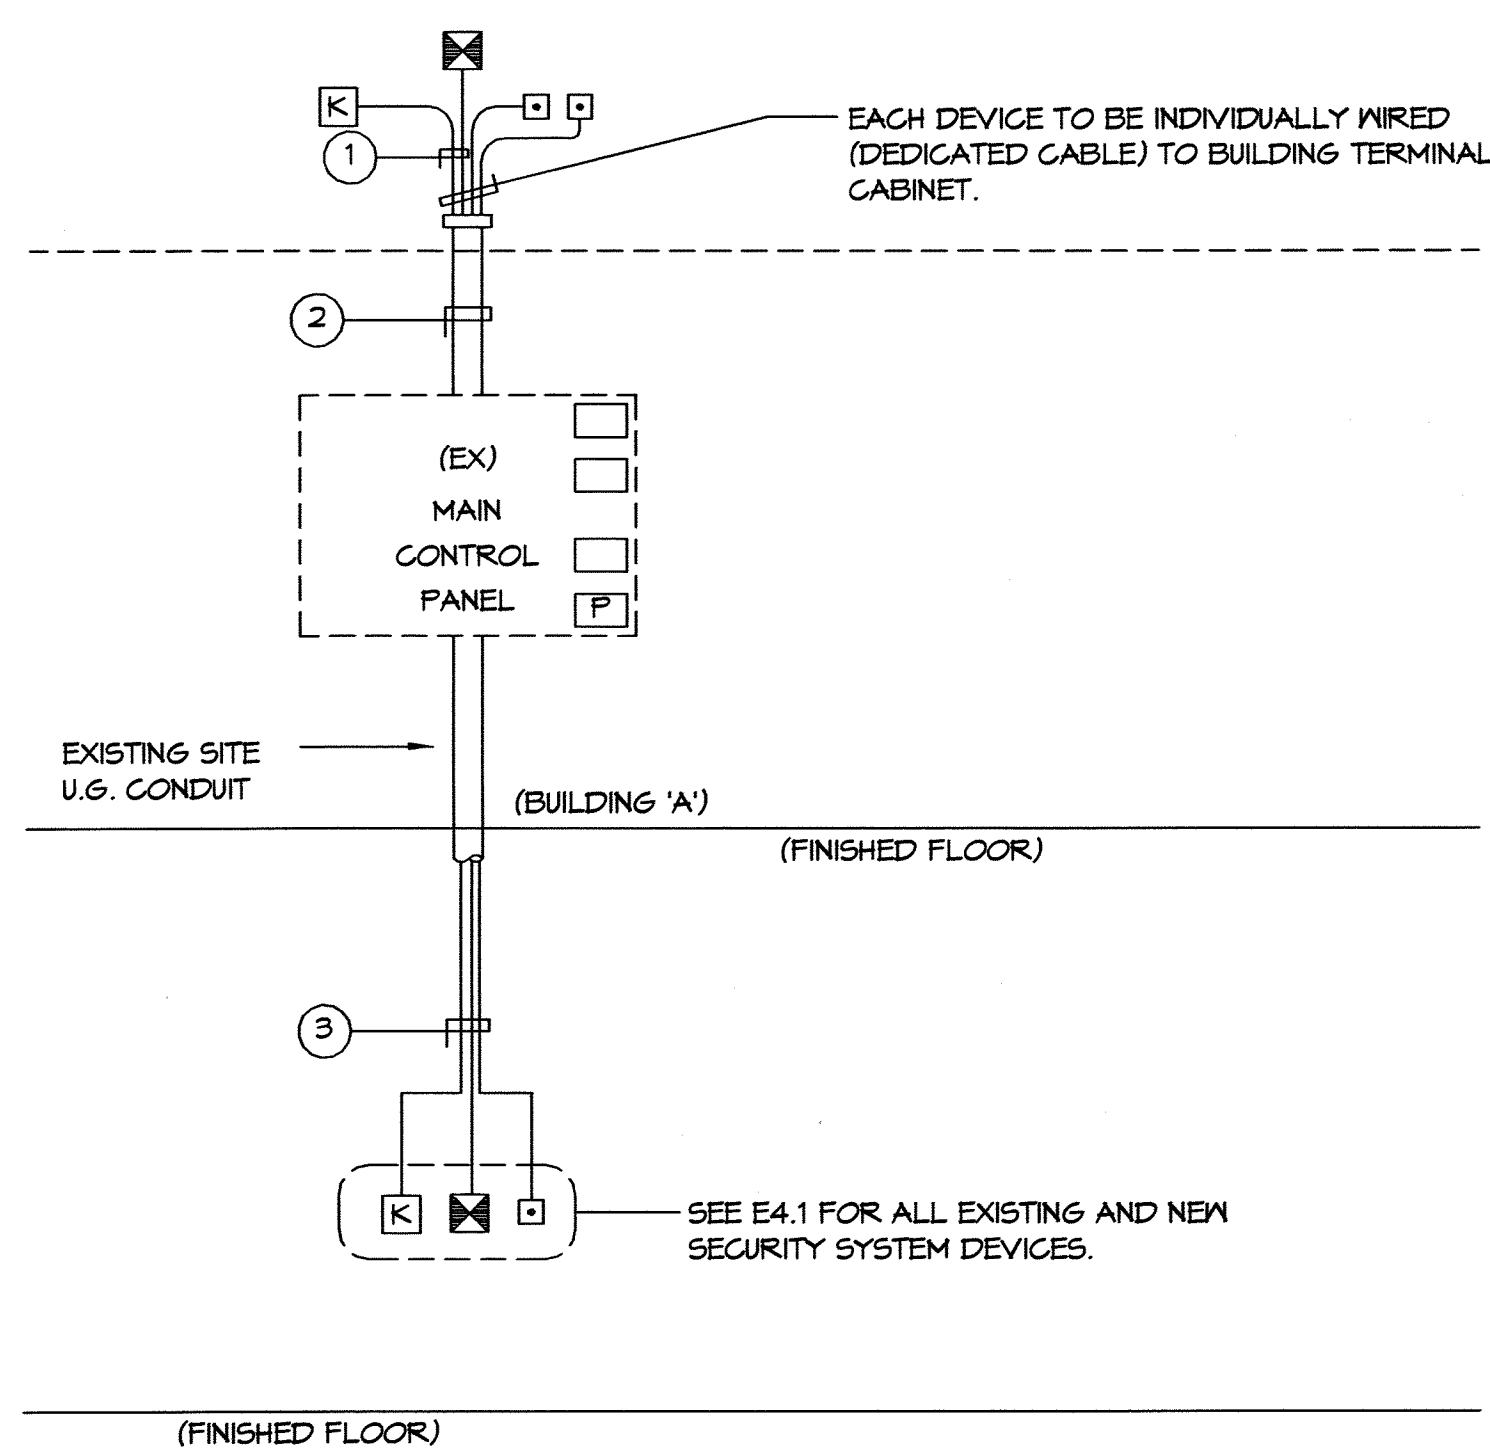 K
1
EACH DEVICE TO BE INDIVIDUALLY WIRED
(DEDICATED CABLE) TO BUILDING TERMINAL
CABINET.
2
(EX)
MAIN
CONTROL
PANEL
P
EXISTING SITE
U.G. CONDUIT
(BUILDING 'A')
(FINISHED FLOOR)
3
K
SEE E4.1 FOR ALL EXISTING AND NEW
SECURITY SYSTEM DEVICES.
(FINISHED FLOOR)